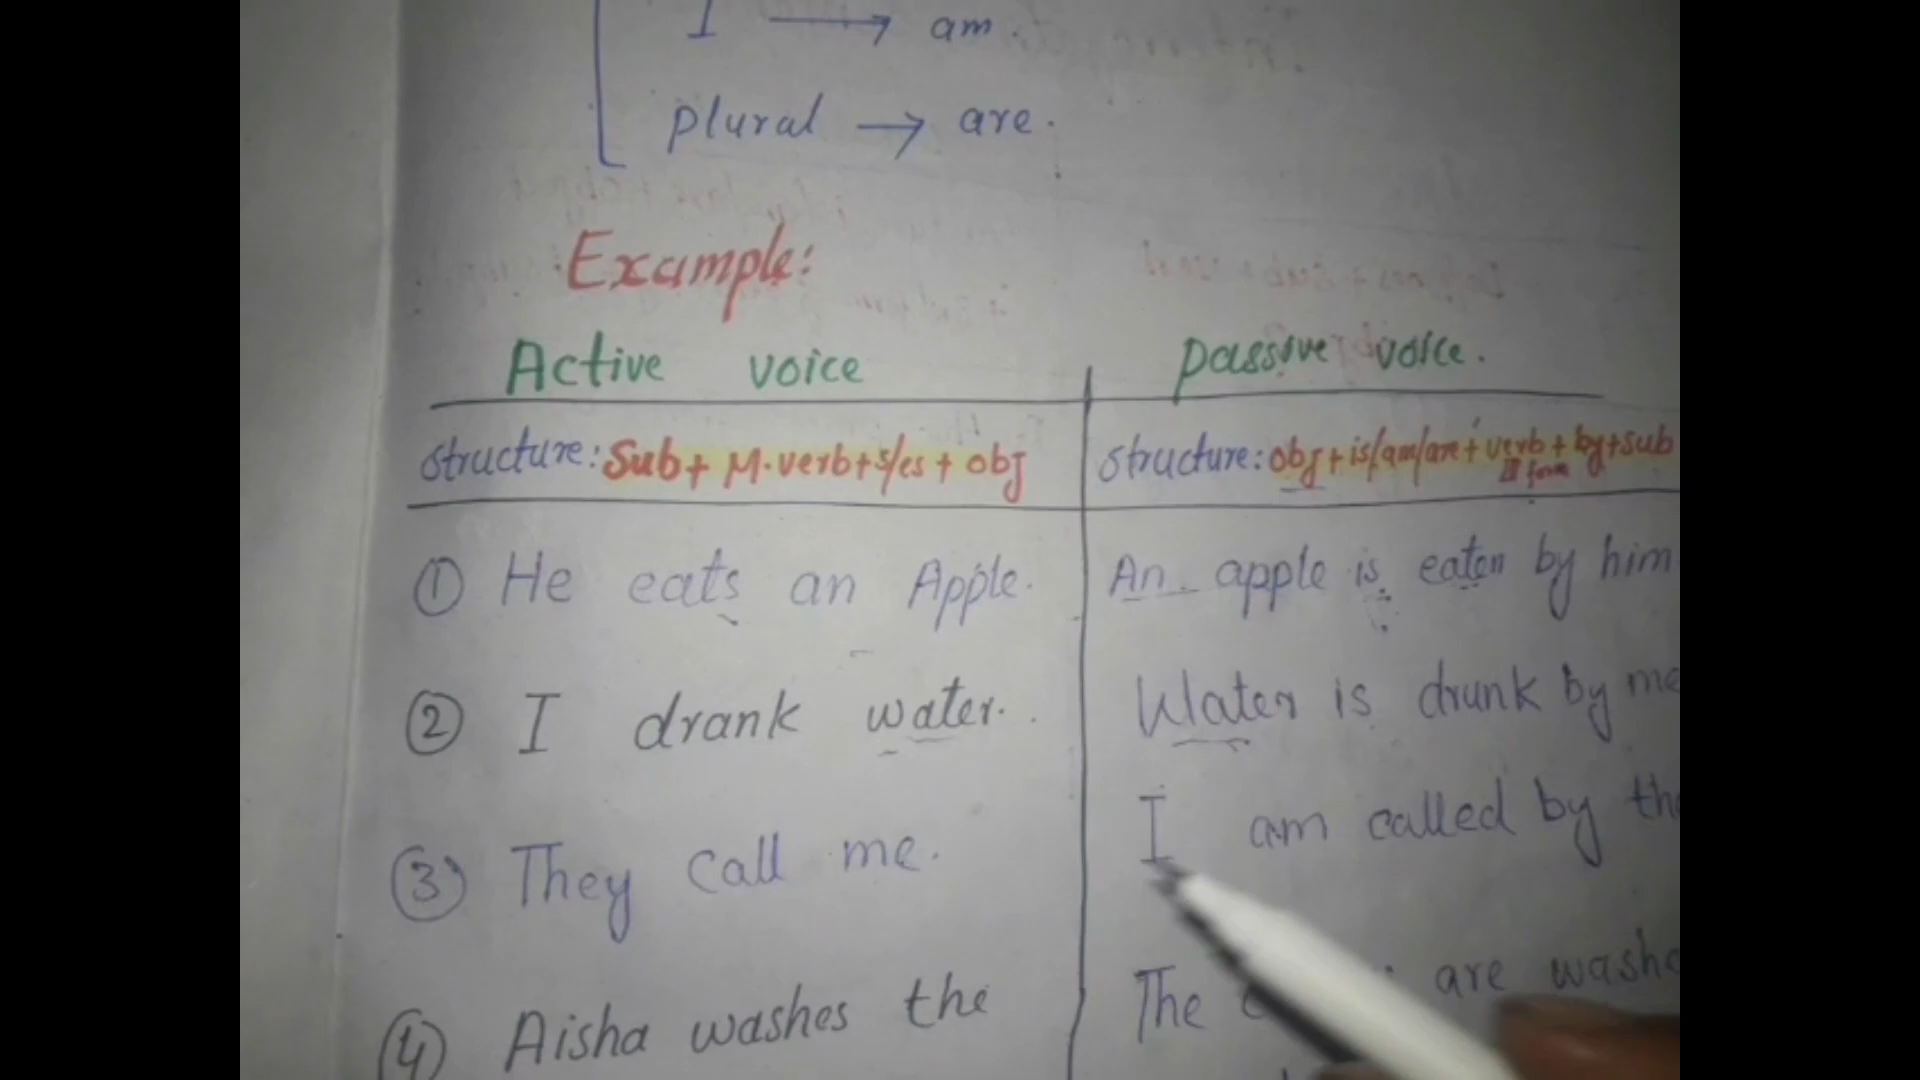 I → am.
plural → are.
Example:
Active voice
passive voice.
structure: Sub + M.verb + s/es + obj
structure: obj + is/am/are + verb + by + sub
III form
① He eats an Apple.
An apple is eaten by him
② I drank water.
Water is drunk by me
③ They call me.
I am called by
④ Aisha washes the
The are